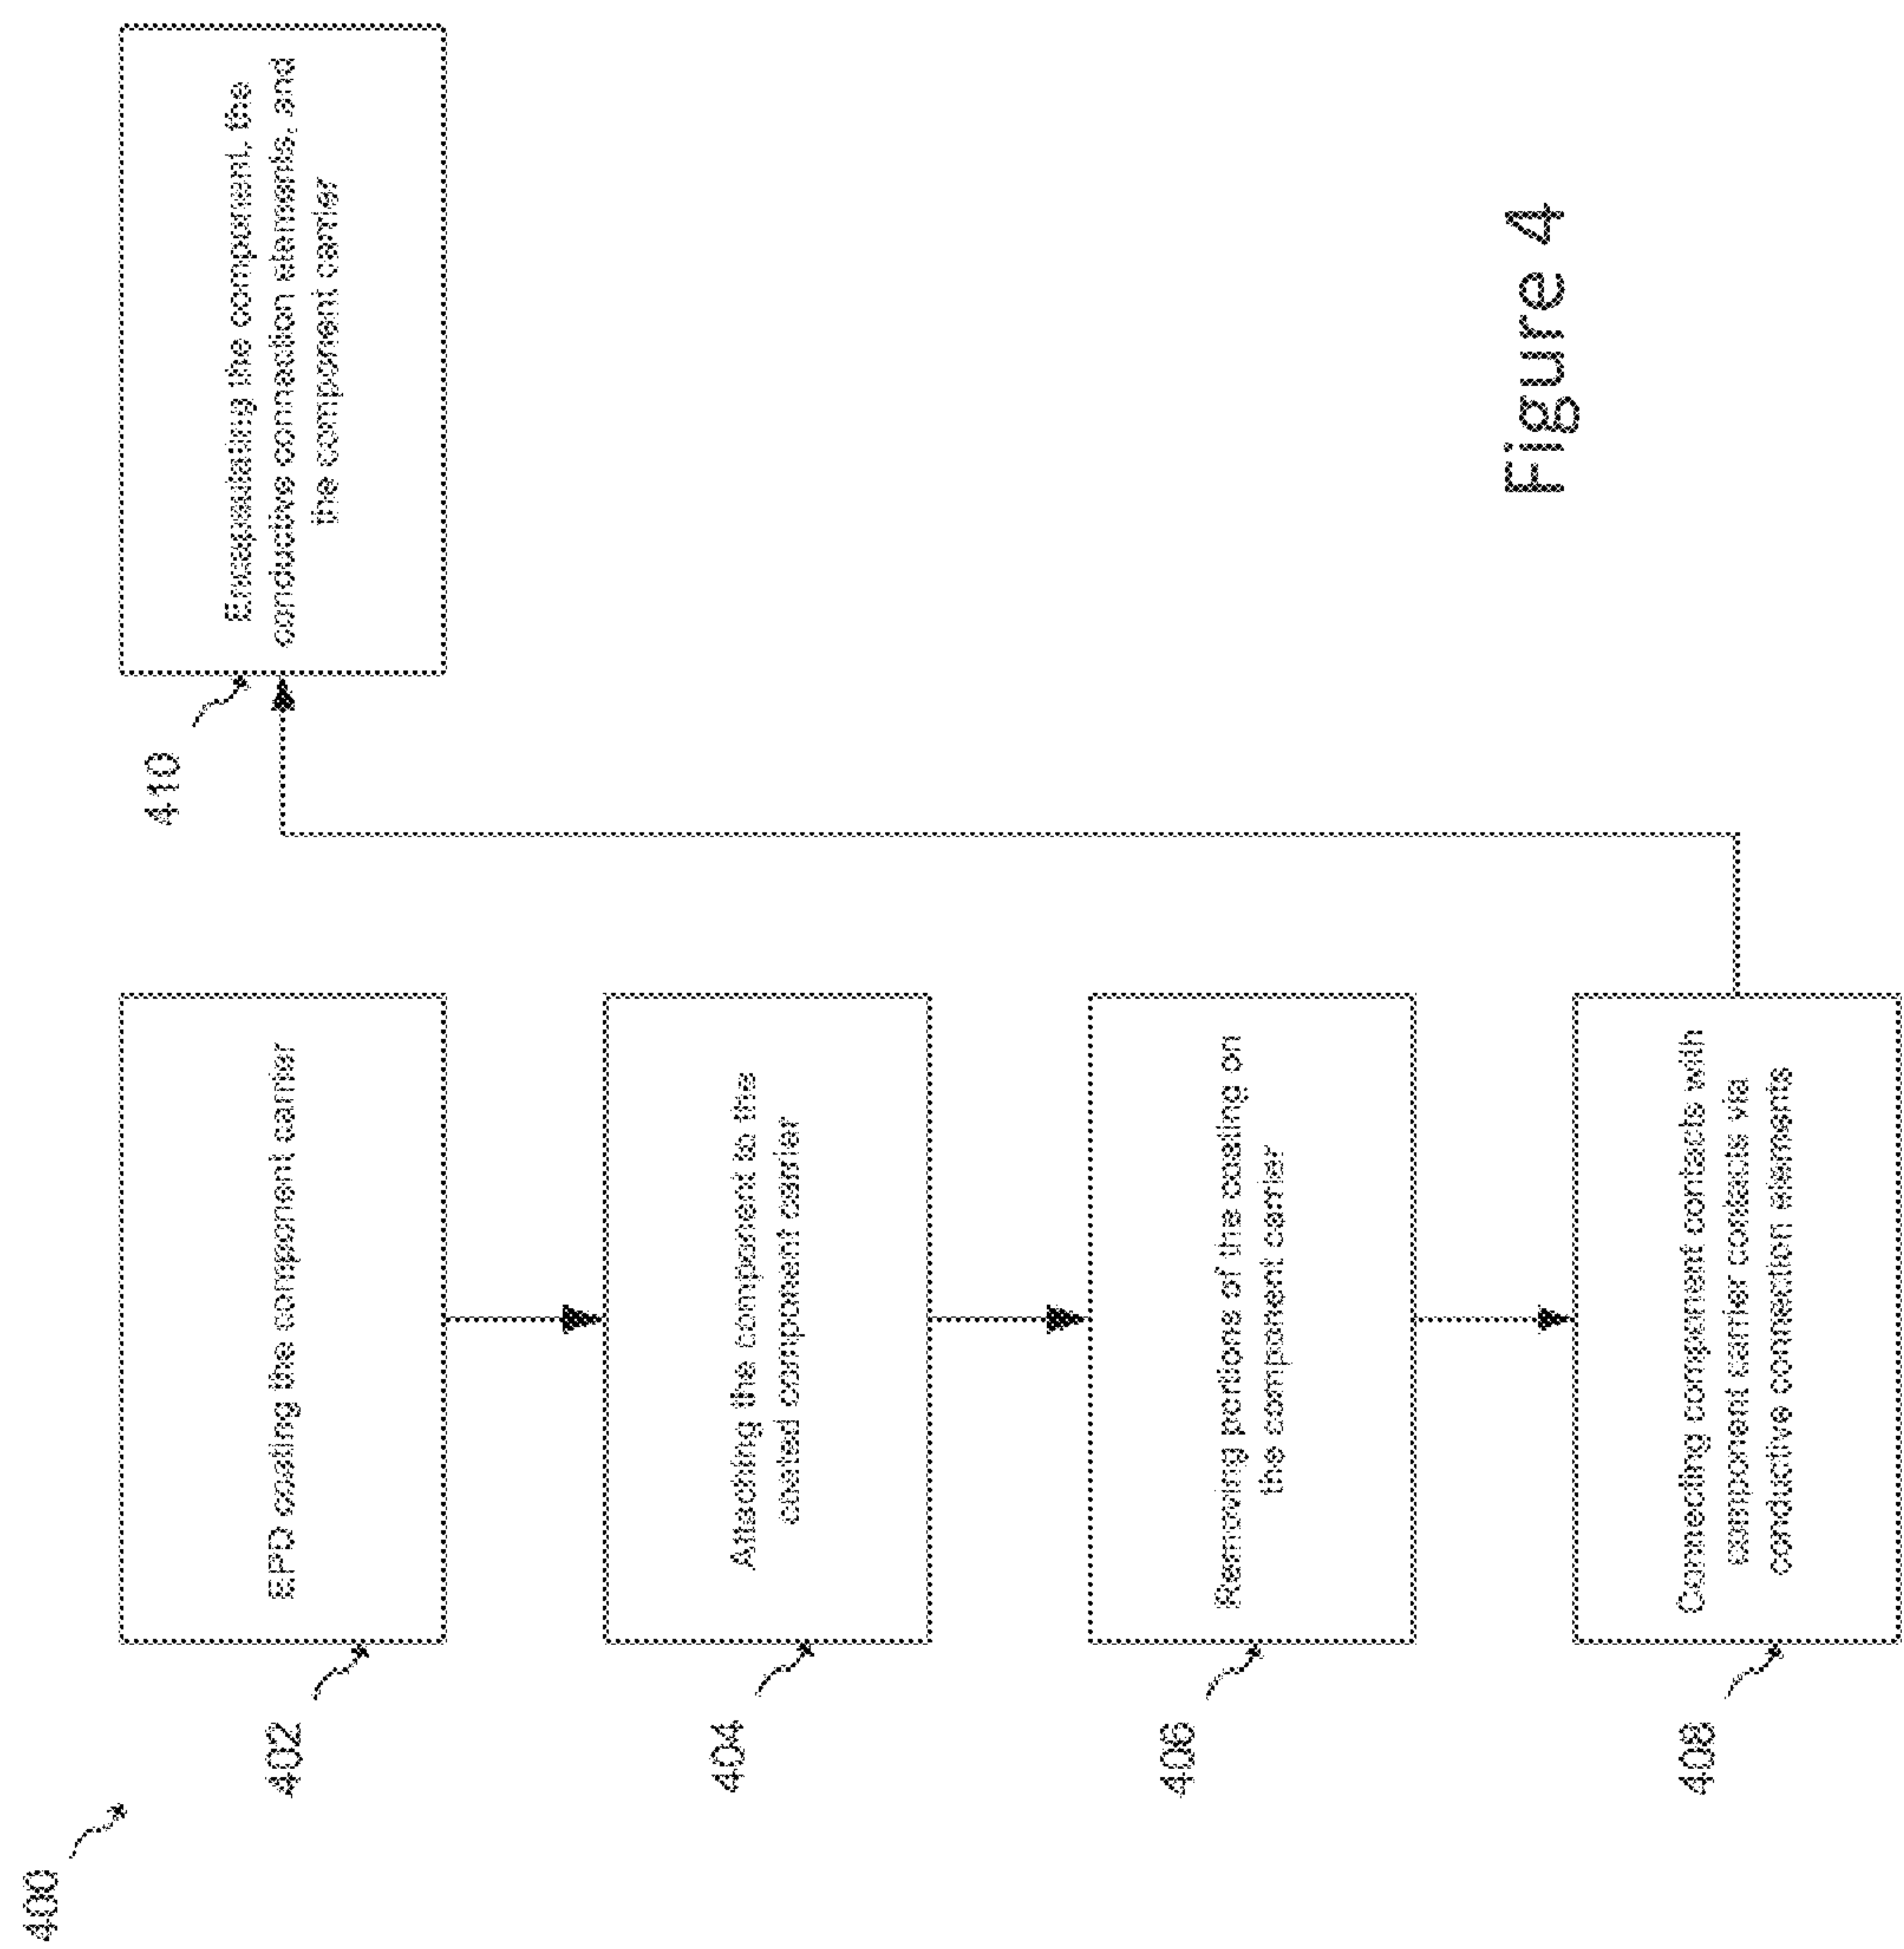 400
402
EPD coating the component carrier
404
Attaching the component to the
coated component carrier
406
Removing portions of the coating on
the component carrier
408
Connecting component contacts with
component carrier contacts via
conductive connection elements
410
Encapsulating the component, the
conductive connection elements, and
the component carrier
Figure 4